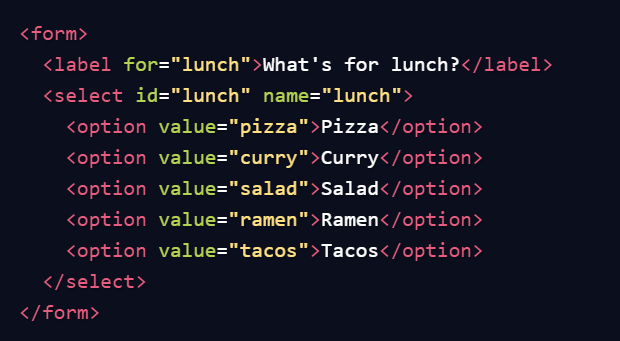 <form>
  <label for="lunch">What's for lunch?</label>
  <select id="lunch" name="lunch">
    <option value="pizza">Pizza</option>
    <option value="curry">Curry</option>
    <option value="salad">Salad</option>
    <option value="ramen">Ramen</option>
    <option value="tacos">Tacos</option>
  </select>
</form>